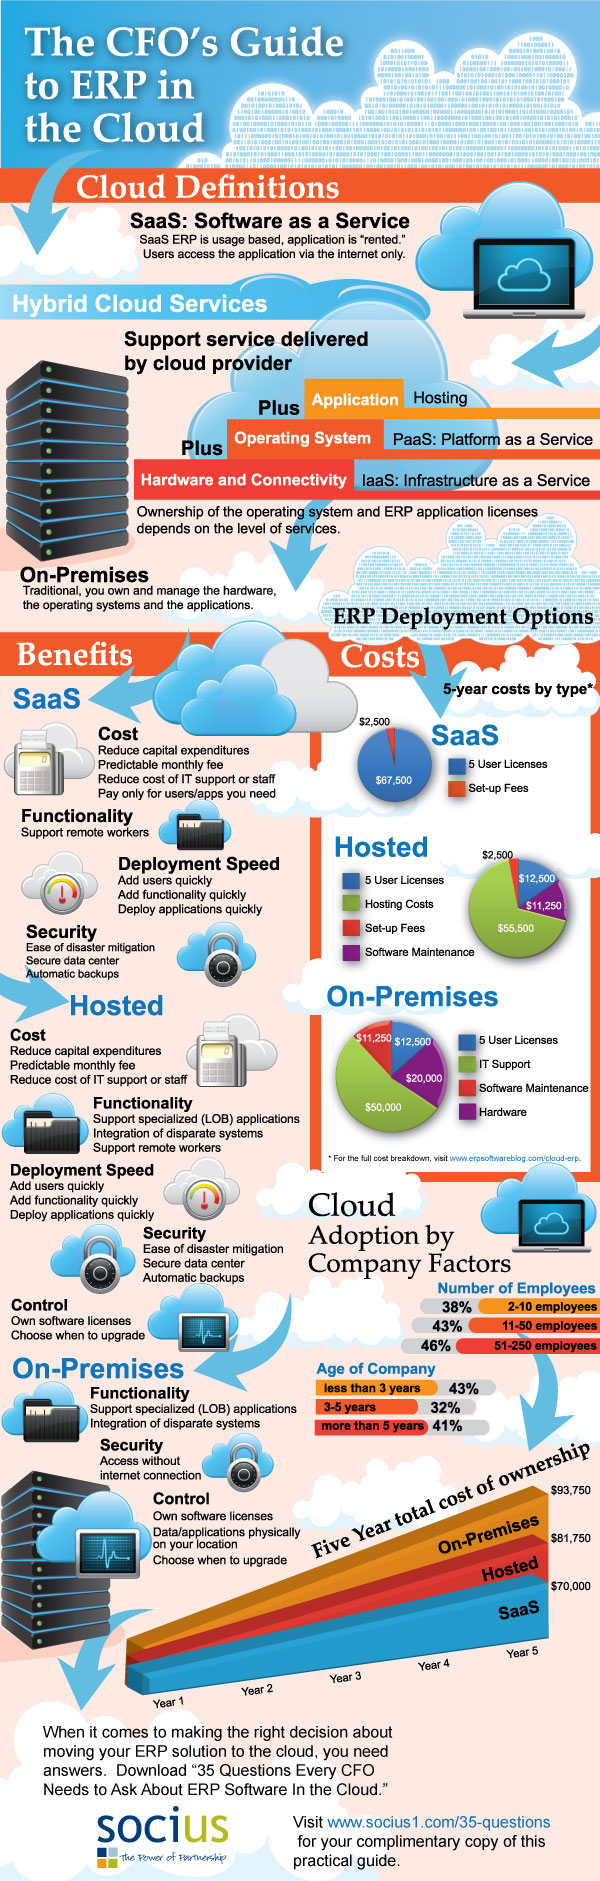 The CFO's Guide
to ERP in
the Cloud
Cloud Definitions
SaaS: Software as a Service
SaaS ERP is usage based, application is "rented."
Users access the application via the internet only.
Hybrid Cloud Services
Support service delivered
by cloud provider
Plus Application Hosting
Plus Operating System PaaS: Platform as a Service
Hardware and Connectivity IaaS: Infrastructure as a Service
Ownership of the operating system and ERP application licenses
depends on the level of services.
On-Premises
Traditional, you own and manage the hardware,
the operating systems and the applications.
ERP Deployment Options
Benefits
SaaS
Cost
Reduce capital expenditures
Predictable monthly fee
Reduce cost of IT support or staff
Pay only for users/apps you need
Functionality
Support remote workers
Deployment Speed
Add users quickly
Add functionality quickly
Deploy applications quickly
Security
Ease of disaster mitigation
Secure data center
Automatic backups
Hosted
Cost
Reduce capital expenditures
Predictable monthly fee
Reduce cost of IT support or staff
Functionality
Support specialized (LOB) applications
Integration of disparate systems
Support remote workers
Deployment Speed
Add users quickly
Add functionality quickly
Deploy applications quickly
Security
Ease of disaster mitigation
Secure data center
Automatic backups
Control
Own software licenses
Choose when to upgrade
On-Premises
Functionality
Support specialized (LOB) applications
Integration of disparate systems
Security
Access without
internet connection
Control
Own software licenses
Data/applications physically
on your location
Choose when to upgrade
Costs
5-year costs by type*
SaaS
$2,500
$67,500
5 User Licenses
Set-up Fees
Hosted
5 User Licenses
Hosting Costs
Set-up Fees
Software Maintenance
$2,500
$12,500
$11,250
$55,500
On-Premises
$11,250
$12,500
$20,000
$50,000
5 User Licenses
IT Support
Software Maintenance
Hardware
* For the full cost breakdown, visit www.erpsoftwareblog.com/cloud-erp.
Cloud
Adoption by
Company Factors
Number of Employees
38% 2-10 employees
43% 11-50 employees
46% 51-250 employees
Age of Company
less than 3 years 43%
3-5 years 32%
more than 5 years 41%
Five Year total cost of ownership
$93,750
On-Premises
$81,750
Hosted
$70,000
SaaS
Year 1
Year 2
Year 3
Year 4
Year 5
When it comes to making the right decision about
moving your ERP solution to the cloud, you need
answers. Download "35 Questions Every CFO
Needs to Ask About ERP Software In the Cloud."
socius
The Power of Partnership
Visit www.socius1.com/35-questions
for your complimentary copy of this
practical guide.